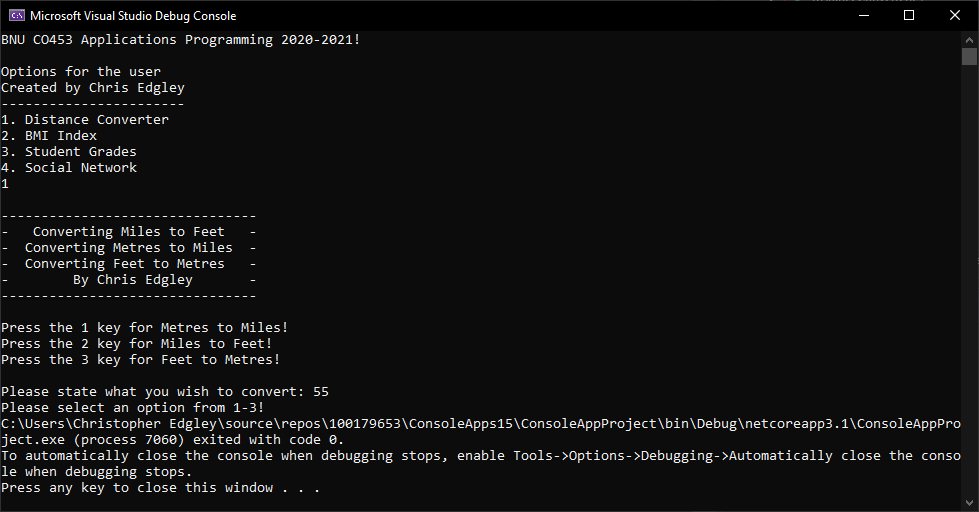 C:\ Microsoft Visual Studio Debug Console
BNU CO453 Applications Programming 2020-2021!
Options for the user
Created by Chris Edgley
-----------------------
1. Distance Converter
2. BMI Index
3. Student Grades
4. Social Network
1
--------------------------------
-   Converting Miles to Feet   -
-  Converting Metres to Miles  -
-  Converting Feet to Metres   -
-        By Chris Edgley       -
--------------------------------
Press the 1 key for Metres to Miles!
Press the 2 key for Miles to Feet!
Press the 3 key for Feet to Metres!
Please state what you wish to convert: 55
Please select an option from 1-3!
C:\Users\Christopher Edgley\source\repos\100179653\ConsoleApps15\ConsoleAppProject\bin\Debug\netcoreapp3.1\ConsoleAppPro
ject.exe (process 7060) exited with code 0.
To automatically close the console when debugging stops, enable Tools->Options->Debugging->Automatically close the conso
le when debugging stops.
Press any key to close this window . . .